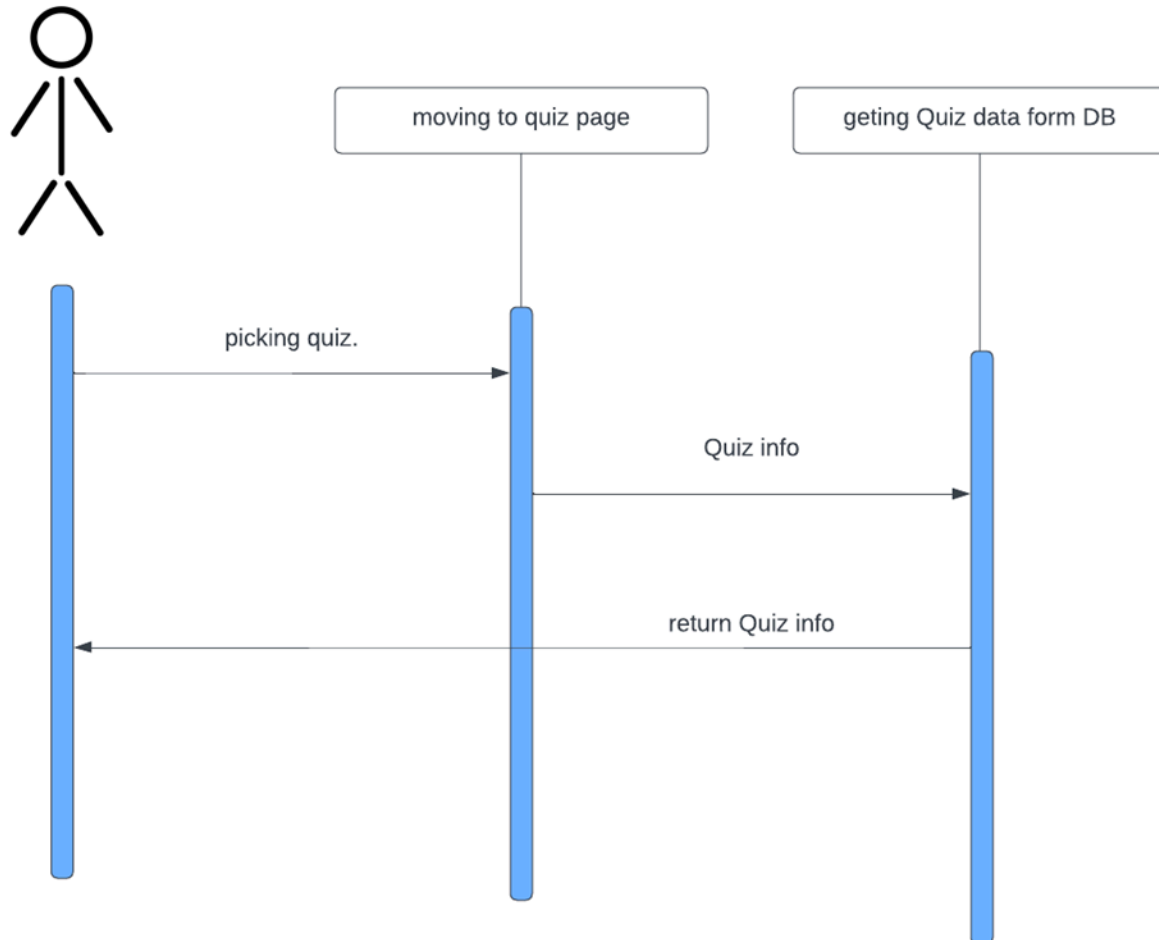 moving to quiz page
geting Quiz data form DB
picking quiz.
Quiz info
return Quiz info